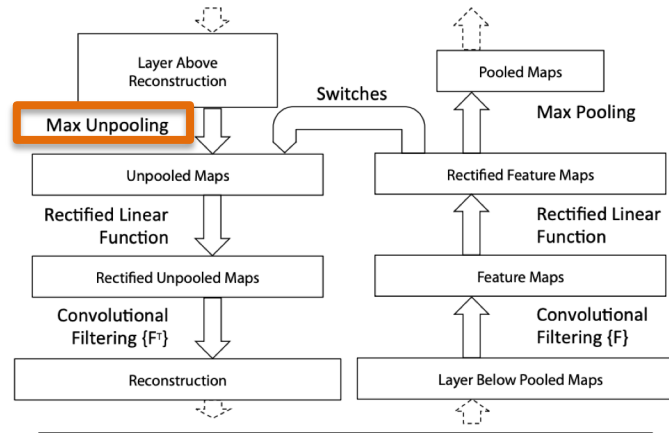 Layer Above
Reconstruction
Max Unpooling
Unpooled Maps
Rectified Linear
Function
Rectified Unpooled Maps
Convolutional
Filtering {Fᵀ}
Reconstruction
Switches
Pooled Maps
Max Pooling
Rectified Feature Maps
Rectified Linear
Function
Feature Maps
Convolutional
Filtering {F}
Layer Below Pooled Maps